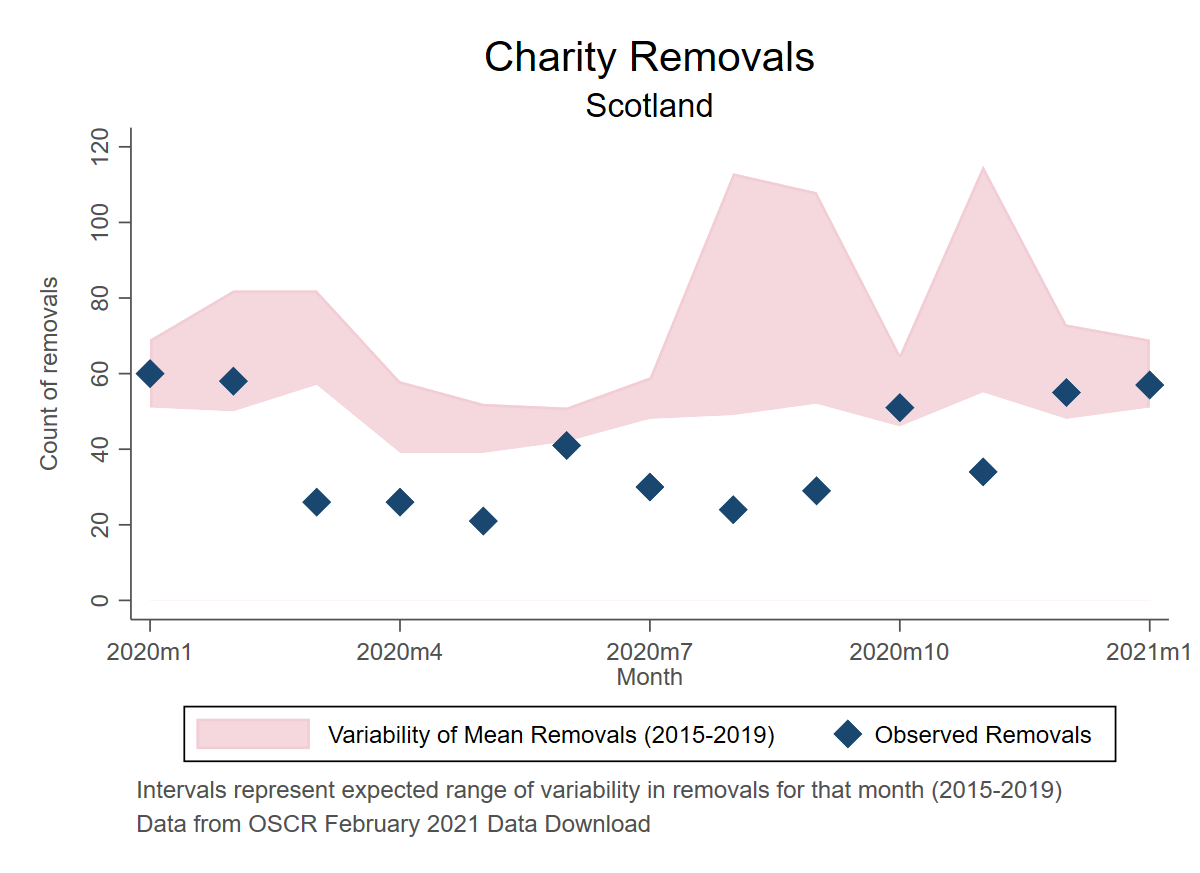 Charity Removals
Scotland
Count of removals
120
100
80
60
40
20
0
2020m1 2020m4 2020m7 2020m10 2021m1
Month
Variability of Mean Removals (2015-2019) Observed Removals
Intervals represent expected range of variability in removals for that month (2015-2019)
Data from OSCR February 2021 Data Download